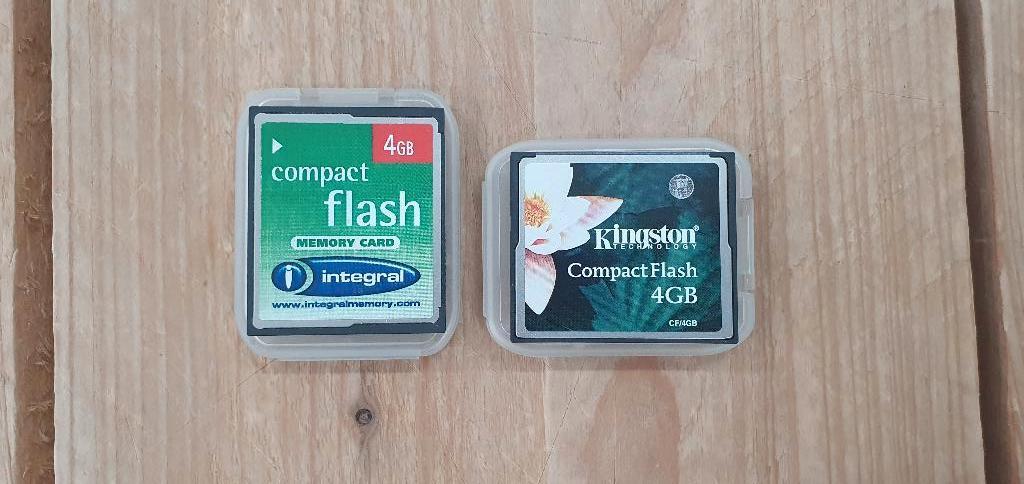 4GB
compact
flash
MEMORY CARD
i integral
www.integralmemory.com
Kingston®
TECHNOLOGY
CompactFlash
4GB
CF/4GB